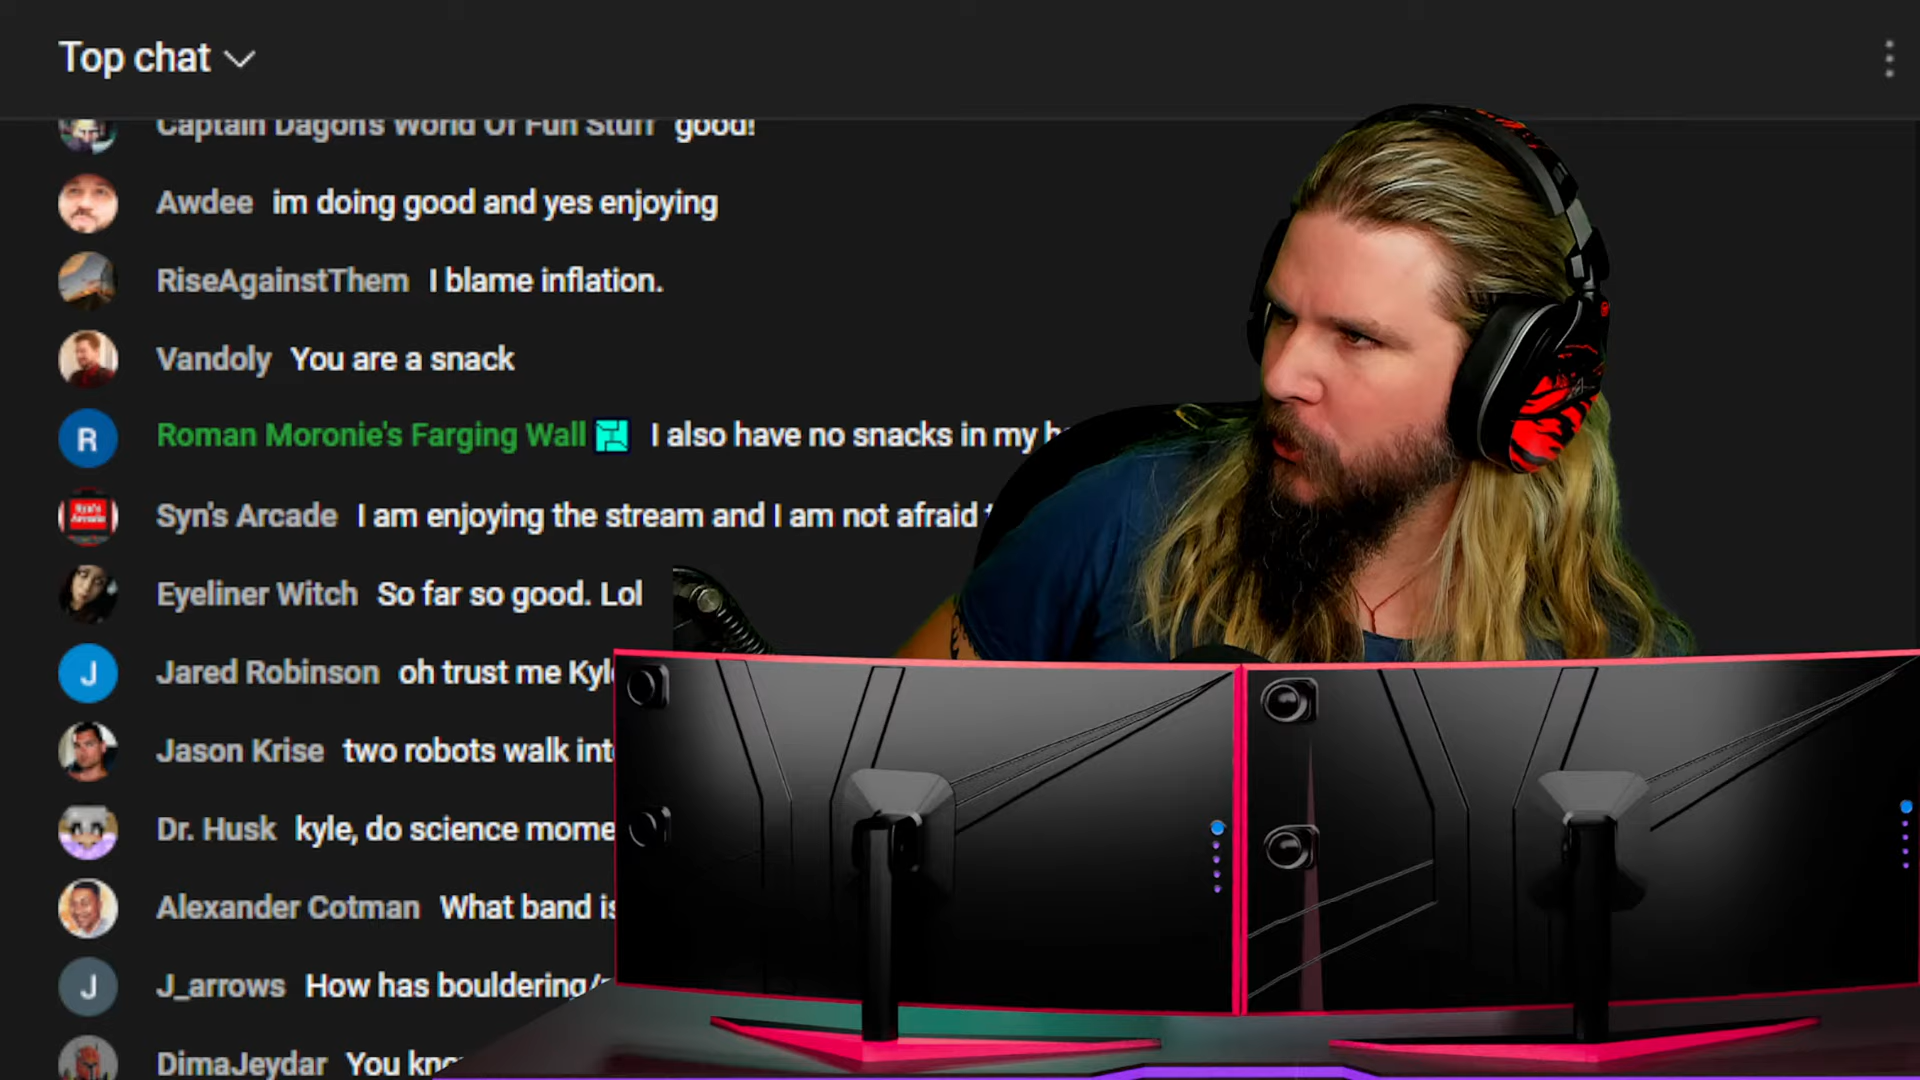 Top chat
Captain Dagon's World Of Fun Stuff good!
Awdee im doing good and yes enjoying
RiseAgainstThem I blame inflation.
Vandoly You are a snack
R Roman Moronie's Farging Wall I also have no snacks in my
Syn's Arcade Syn's Arcade I am enjoying the stream and I am not afraid
Eyeliner Witch So far so good. Lol
J Jared Robinson oh trust me
Jason Krise two robots walk
Dr. Husk kyle, do science
Alexander Cotman What band is
J J_arrows How has bouldering/
DimaJeydar You